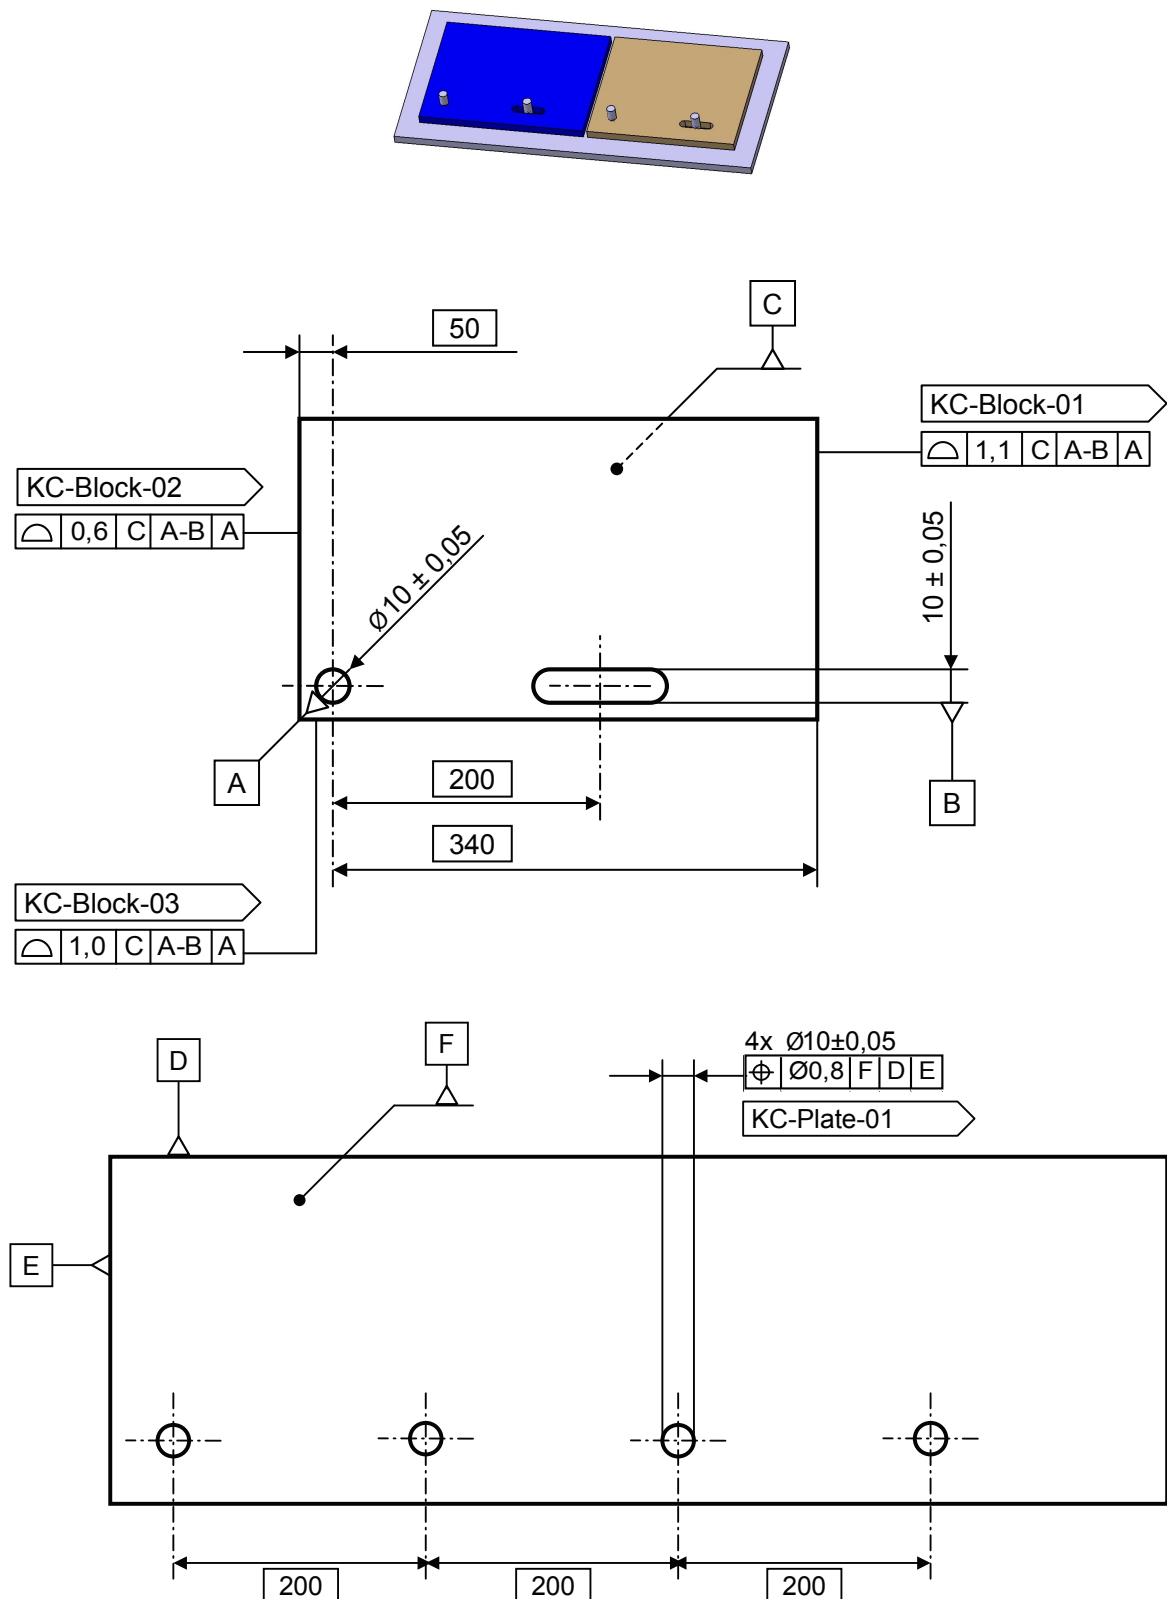 C
50
KC-Block-01
⌓ 1,1 C A-B A
KC-Block-02
⌓ 0,6 C A-B A
Ø10 ± 0,05
10 ± 0,05
A
200
B
340
KC-Block-03
⌓ 1,0 C A-B A
F
D
4x Ø10±0,05
⌖ Ø0,8 F D E
KC-Plate-01
E
200 200 200